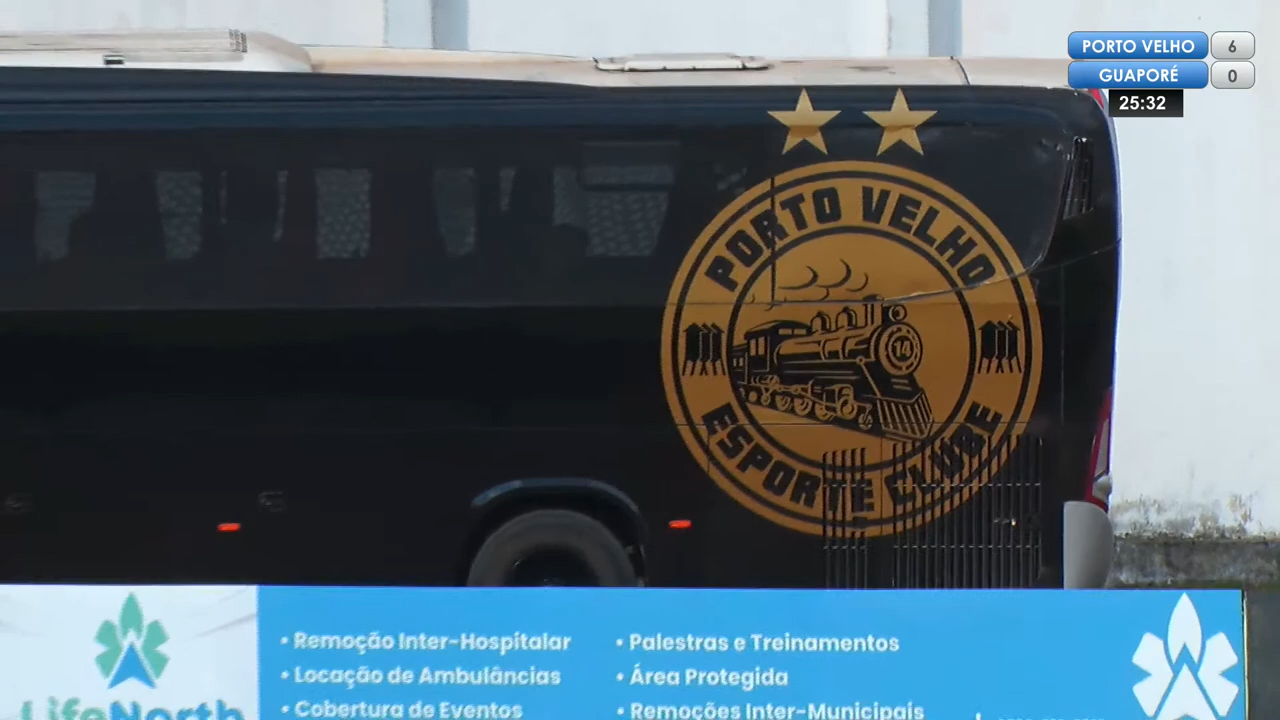 PORTO VELHO 6
GUAPORÉ 0
25:32
PORTO VELHO
14
ESPORTE CLUBE
• Remoção Inter-Hospitalar
• Locação de Ambulâncias
• Cobertura de Eventos
• Palestras e Treinamentos
• Área Protegida
• Remoções Inter-Municipais
LifeNorth